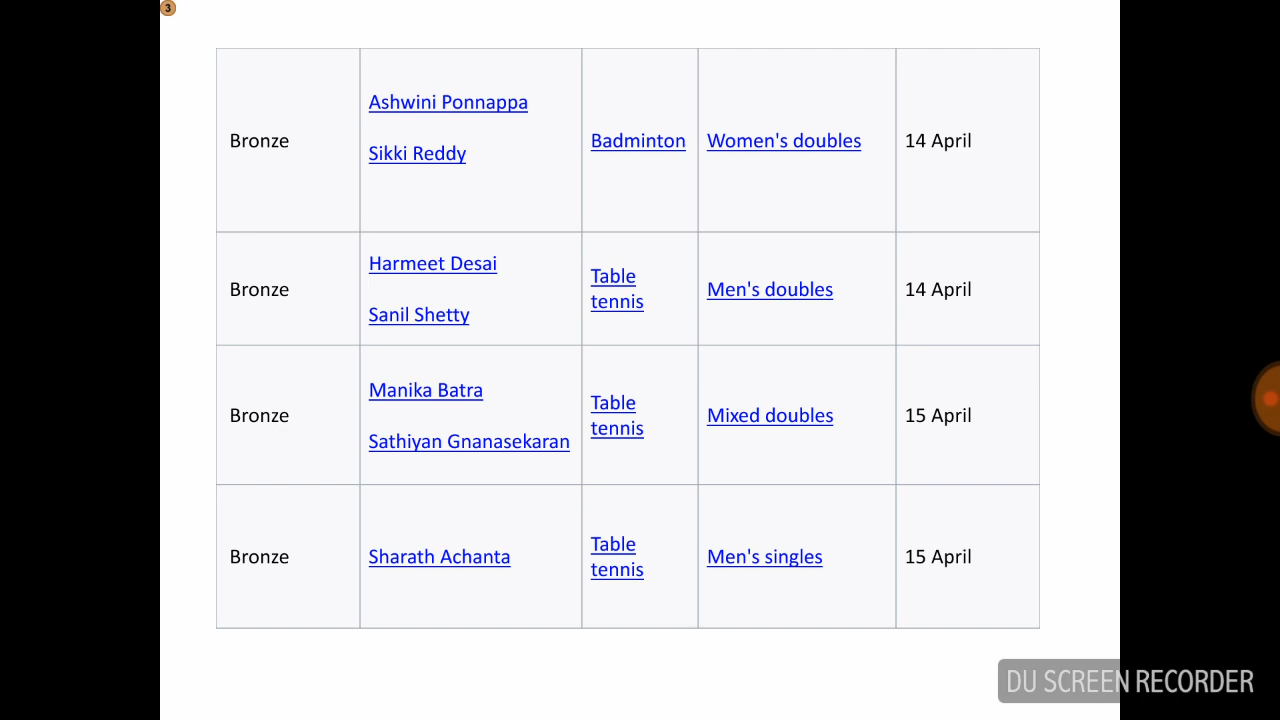 3
Ashwini Ponnappa
Bronze
Sikki Reddy
Badminton
Women's doubles
14 April
Bronze
Harmeet Desai
Sanil Shetty
Table
tennis
Men's doubles
14 April
Bronze
Manika Batra
Sathiyan Gnanasekaran
Table
tennis
Mixed doubles
15 April
Bronze
Sharath Achanta
Table
tennis
Men's singles
15 April
DU SCREEN RECORDER